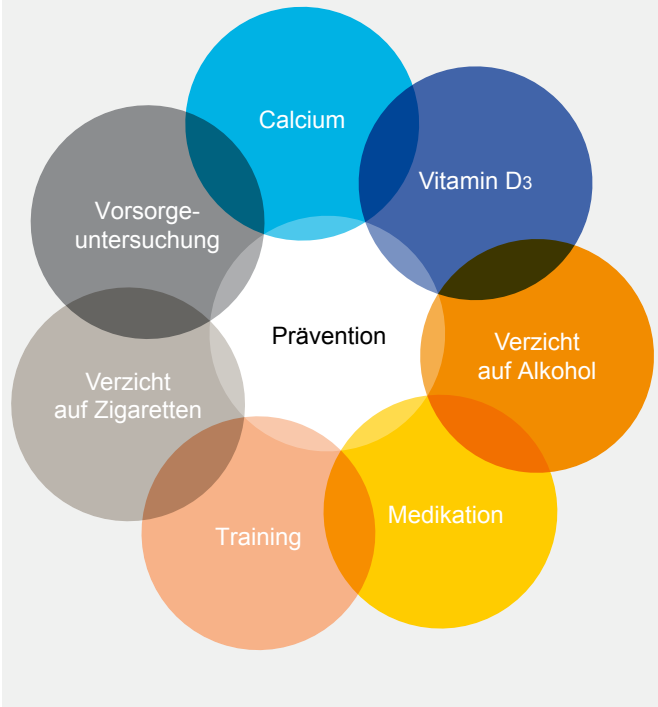 Calcium
Vitamin D3
Vorsorge-
untersuchung
Prävention
Verzicht
auf Alkohol
Verzicht
auf Zigaretten
Medikation
Training